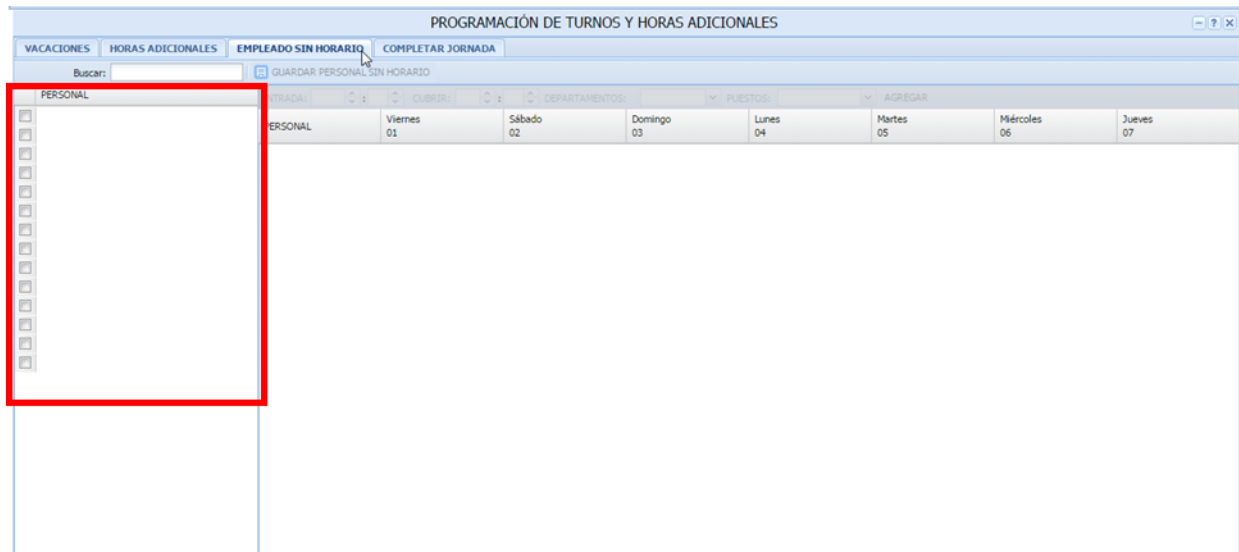 PROGRAMACIÓN DE TURNOS Y HORAS ADICIONALES
VACACIONES HORAS ADICIONALES EMPLEADO SIN HORARIO COMPLETAR JORNADA
Buscar: GUARDAR PERSONAL SIN HORARIO
PERSONAL
CUBRIR: DEPARTAMENTOS: PUESTOS: AGREGAR
PERSONAL Viernes Sábado Domingo Lunes Martes Miércoles Jueves
01 02 03 04 05 06 07